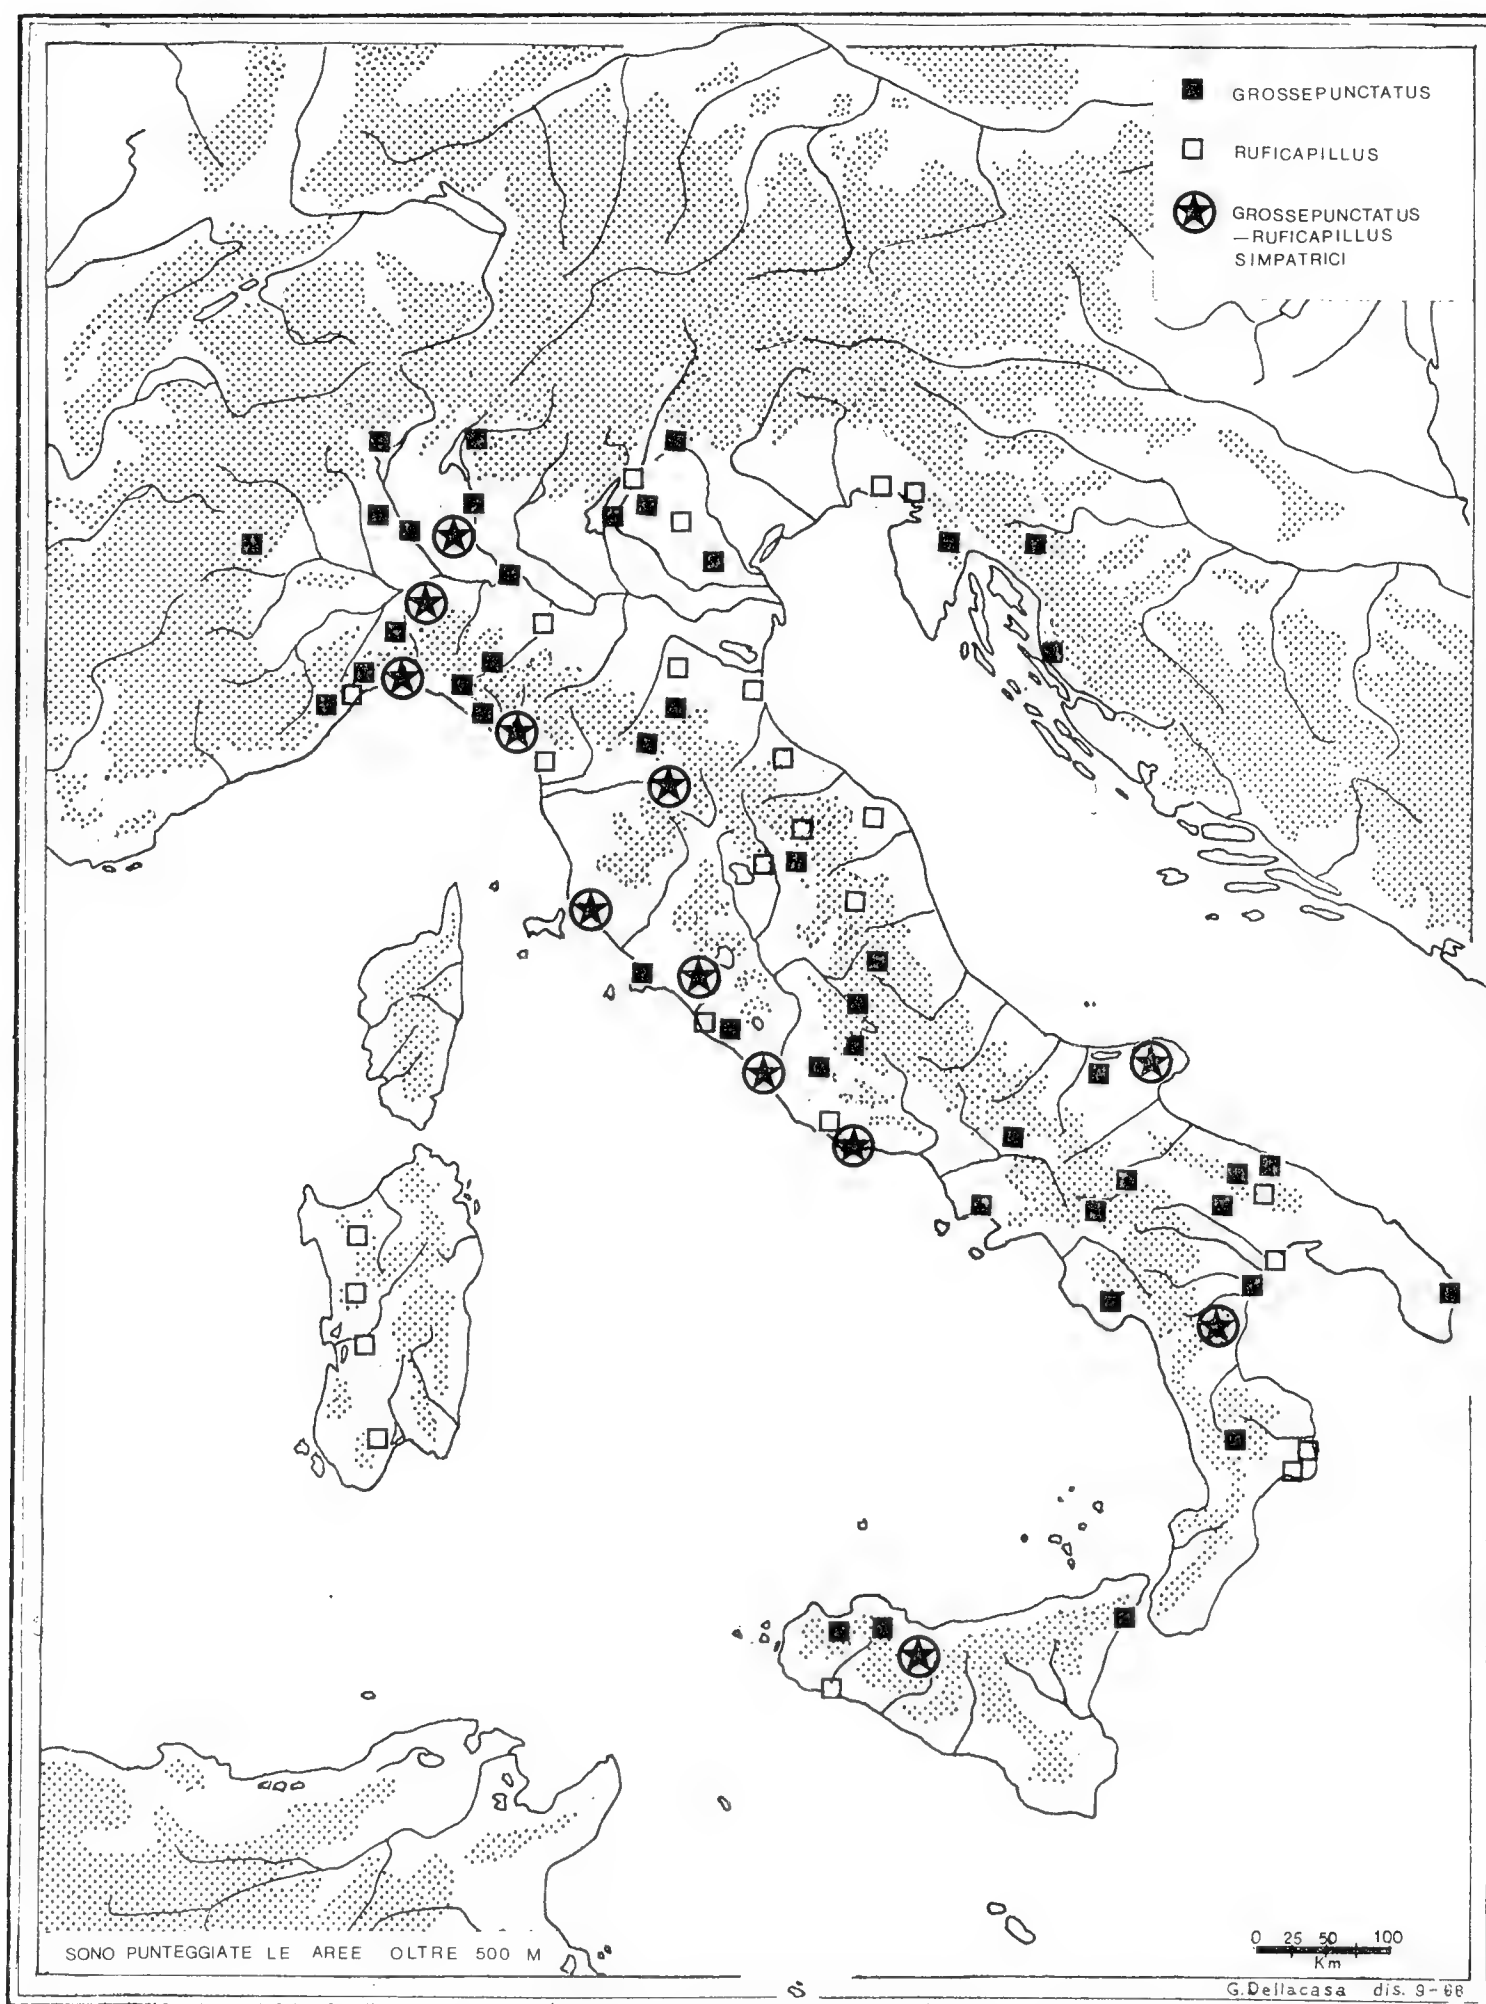 GROSSEPUNCTATUS
RUFICAPILLUS
GROSSEPUNCTATUS
—RUFICAPILLUS
SIMPATRICI
SONO PUNTEGGIATE LE AREE OLTRE 500 M
0 25 50 100
Km
G.Dellacasa dis. 9-68